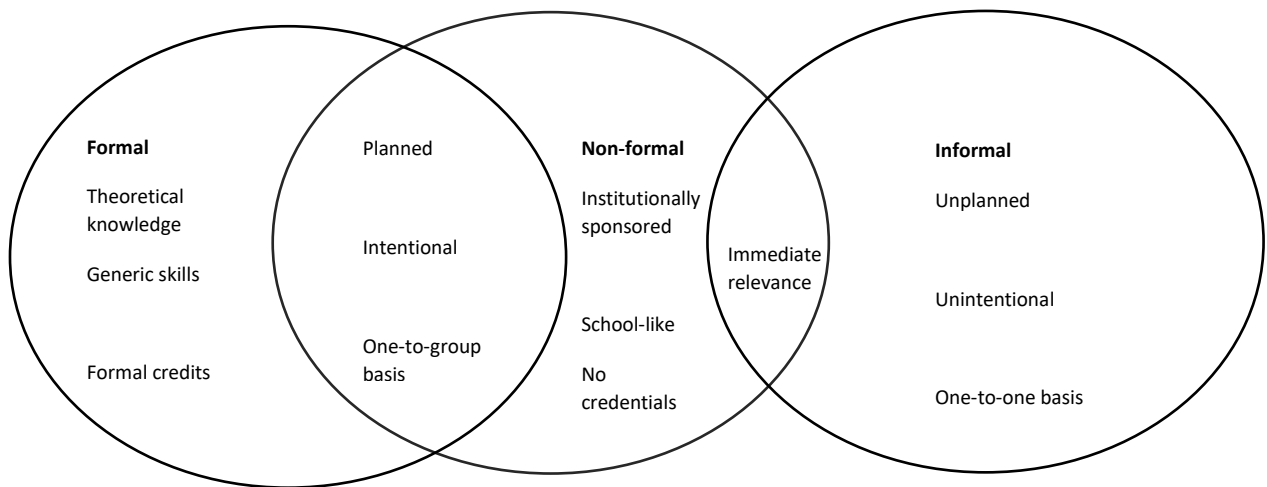 Formal
Theoretical
knowledge
Generic skills
Formal credits
Planned
Intentional
One-to-group
basis
Non-formal
Institutionally
sponsored
School-like
No
credentials
Immediate
relevance
Informal
Unplanned
Unintentional
One-to-one basis